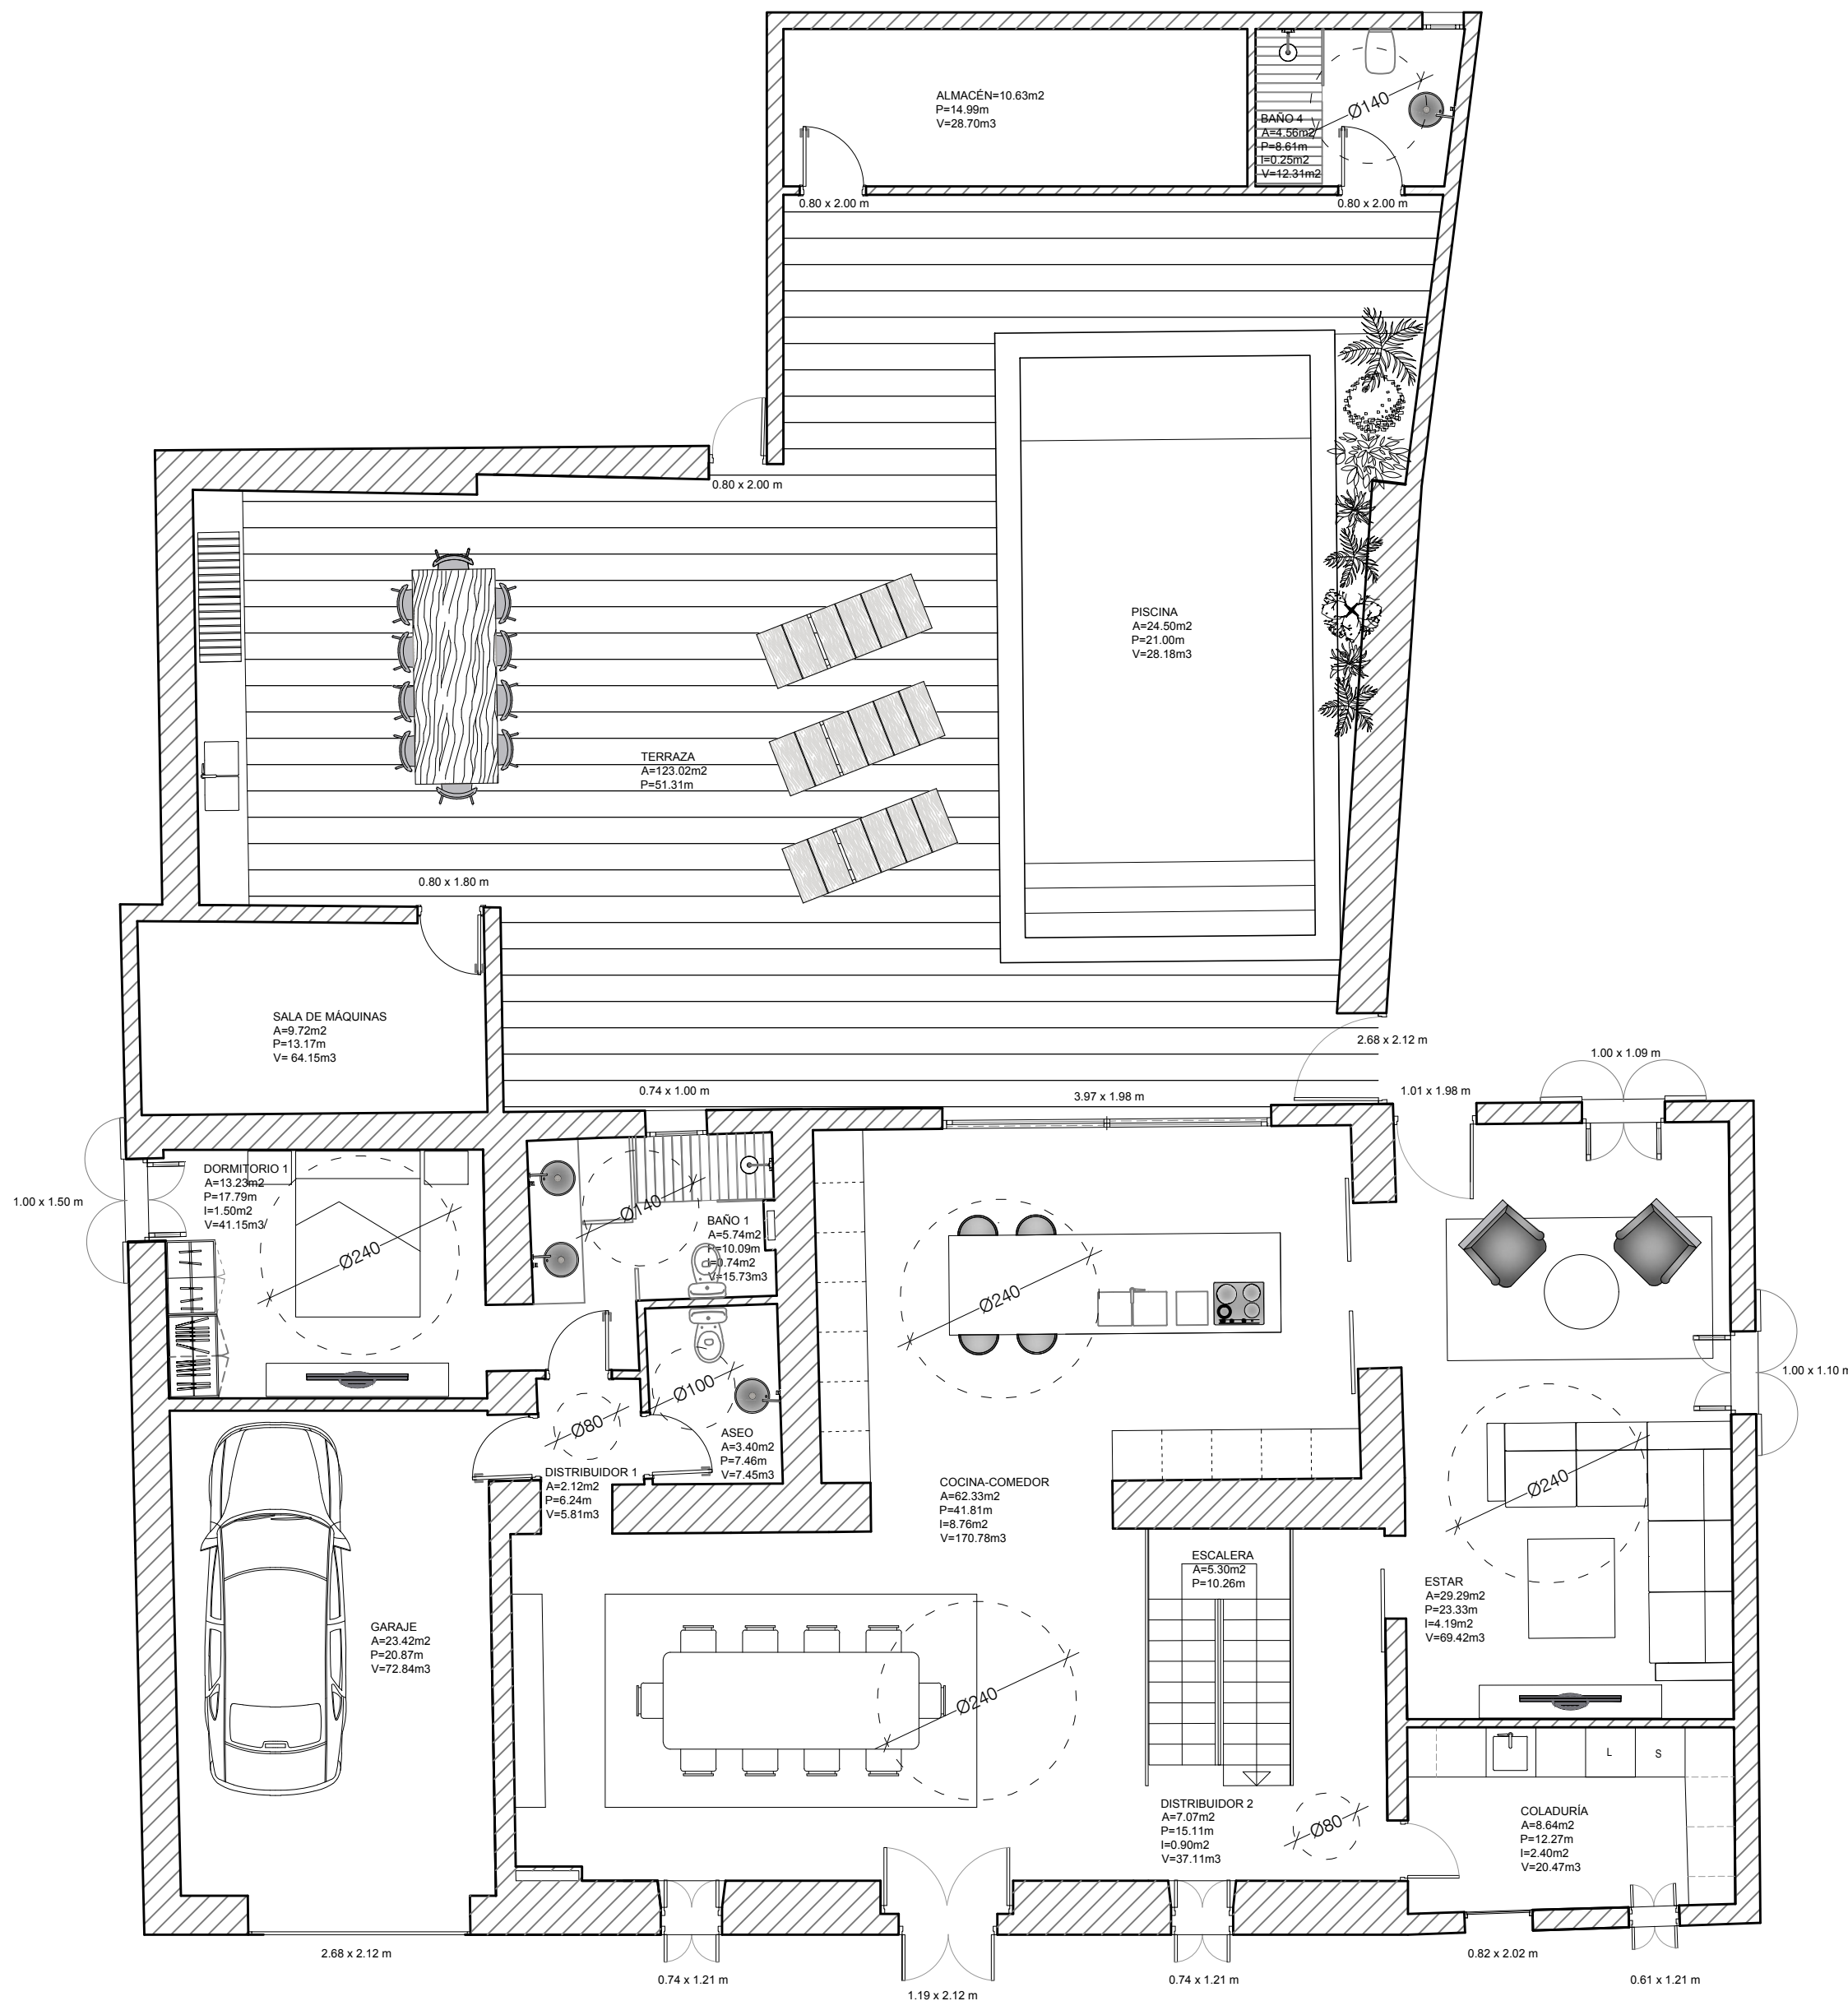 ALMACÉN=10.63m2
P=14.99m
V=28.70m3
Ø140
BAÑO 4
A=4.56m2
P=8.61m
I=0.25m2
V=12.31m2
0.80 x 2.00 m
0.80 x 2.00 m
0.80 x 2.00 m
PISCINA
A=24.50m2
P=21.00m
V=28.18m3
TERRAZA
A=123.02m2
P=51.31m
0.80 x 1.80 m
SALA DE MÁQUINAS
A=9.72m2
P=13.17m
V= 64.15m3
2.68 x 2.12 m
1.00 x 1.09 m
0.74 x 1.00 m
3.97 x 1.98 m
1.01 x 1.98 m
1.00 x 1.50 m
DORMITORIO 1
A=13.23m2
P=17.79m
I=1.50m2
V=41.15m3/
Ø240
Ø140
BAÑO 1
A=5.74m2
P=10.09m
I=0.74m2
V=15.73m3
Ø240
1.00 x 1.10 m
Ø100
Ø80
ASEO
A=3.40m2
P=7.46m
V=7.45m3
DISTRIBUIDOR 1
A=2.12m2
P=6.24m
V=5.81m3
COCINA-COMEDOR
A=62.33m2
P=41.81m
I=8.76m2
V=170.78m3
Ø240
ESCALERA
A=5.30m2
P=10.26m
ESTAR
A=29.29m2
P=23.33m
I=4.19m2
V=69.42m3
GARAJE
A=23.42m2
P=20.87m
V=72.84m3
Ø240
L
S
DISTRIBUIDOR 2
A=7.07m2
P=15.11m
I=0.90m2
V=37.11m3
Ø80
COLADURÍA
A=8.64m2
P=12.27m
I=2.40m2
V=20.47m3
2.68 x 2.12 m
0.74 x 1.21 m
1.19 x 2.12 m
0.74 x 1.21 m
0.82 x 2.02 m
0.61 x 1.21 m